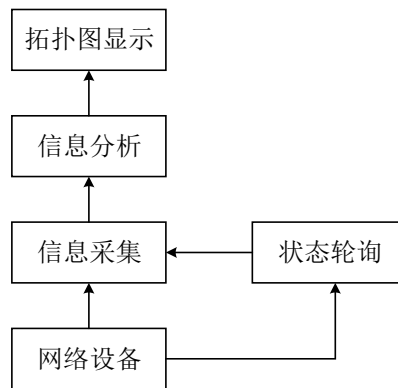 拓扑图显示
信息分析
信息采集
状态轮询
网络设备